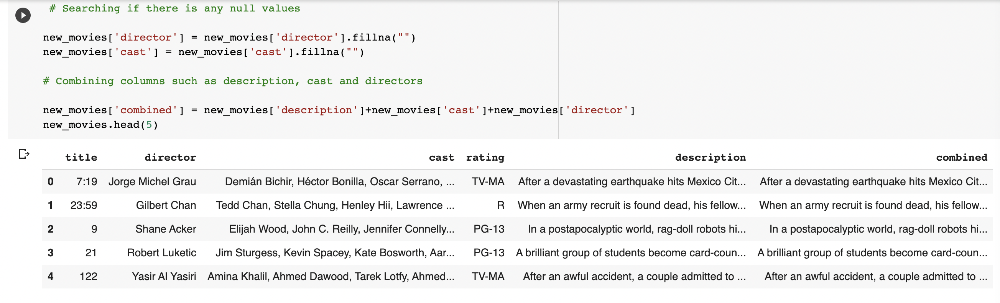 # Searching if there is any null values
new_movies['director'] = new_movies['director'].fillna("")
new_movies['cast'] = new_movies['cast'].fillna("")
# Combining columns such as description, cast and directors
new_movies['combined'] = new_movies['description']+new_movies['cast']+new_movies['director']
new_movies.head(5)
title director cast rating description combined
0 7:19 Jorge Michel Grau Demián Bichir, Héctor Bonilla, Oscar Serrano, ... TV-MA After a devastating earthquake hits Mexico Cit... After a devastating earthquake hits Mexico Cit...
1 23:59 Gilbert Chan Tedd Chan, Stella Chung, Henley Hii, Lawrence ... R When an army recruit is found dead, his fellow... When an army recruit is found dead, his fellow...
2 9 Shane Acker Elijah Wood, John C. Reilly, Jennifer Connelly... PG-13 In a postapocalyptic world, rag-doll robots hi... In a postapocalyptic world, rag-doll robots hi...
3 21 Robert Luketic Jim Sturgess, Kevin Spacey, Kate Bosworth, Aar... PG-13 A brilliant group of students become card-coun... A brilliant group of students become card-coun...
4 122 Yasir Al Yasiri Amina Khalil, Ahmed Dawood, Tarek Lotfy, Ahmed... TV-MA After an awful accident, a couple admitted to ... After an awful accident, a couple admitted to ...